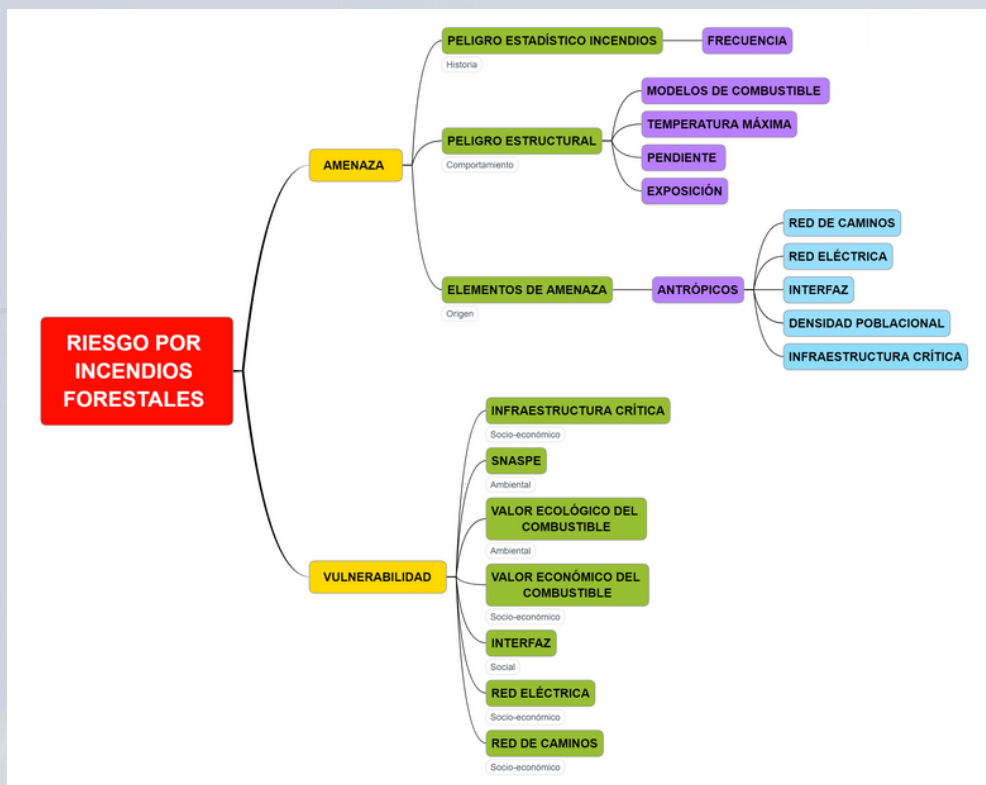 RIESGO POR
INCENDIOS
FORESTALES
AMENAZA
PELIGRO ESTADÍSTICO INCENDIOS
Historia
FRECUENCIA
PELIGRO ESTRUCTURAL
Comportamiento
MODELOS DE COMBUSTIBLE
TEMPERATURA MÁXIMA
PENDIENTE
EXPOSICIÓN
ELEMENTOS DE AMENAZA
Origen
ANTRÓPICOS
RED DE CAMINOS
RED ELÉCTRICA
INTERFAZ
DENSIDAD POBLACIONAL
INFRAESTRUCTURA CRÍTICA
VULNERABILIDAD
INFRAESTRUCTURA CRÍTICA
Socio-económico
SNASPE
Ambiental
VALOR ECOLÓGICO DEL
COMBUSTIBLE
Ambiental
VALOR ECONÓMICO DEL
COMBUSTIBLE
Socio-económico
INTERFAZ
Social
RED ELÉCTRICA
Socio-económico
RED DE CAMINOS
Socio-económico